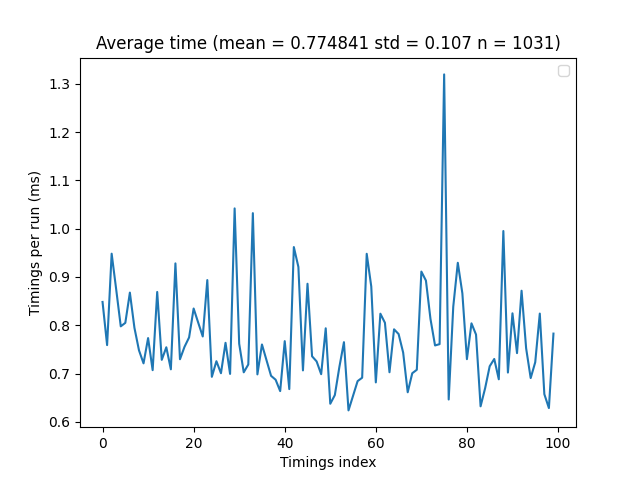 Average time (mean = 0.774841 std = 0.107 n = 1031)
1.3
1.2
1.1
1.0
0.9
0.8
0.7
0.6
Timings per run (ms)
0 20 40 60 80 100
Timings index